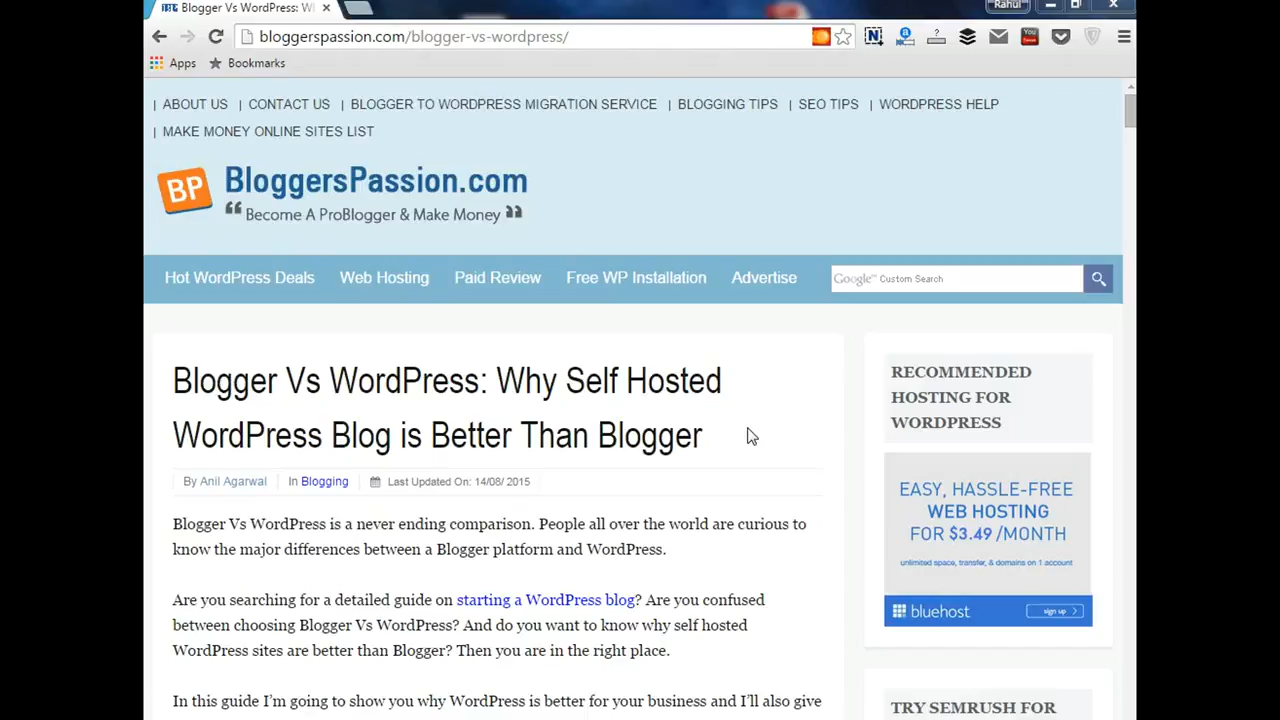 Blogger Vs WordPress: W
Rahul
bloggerspassion.com/blogger-vs-wordpress/
Apps Bookmarks
| ABOUT US | CONTACT US | BLOGGER TO WORDPRESS MIGRATION SERVICE | BLOGGING TIPS | SEO TIPS | WORDPRESS HELP
| MAKE MONEY ONLINE SITES LIST
BP
BloggersPassion.com
“ Become A ProBlogger & Make Money ”
Hot WordPress Deals Web Hosting Paid Review Free WP Installation Advertise
Google™ Custom Search
Blogger Vs WordPress: Why Self Hosted
WordPress Blog is Better Than Blogger
By Anil Agarwal In Blogging Last Updated On: 14/08/ 2015
Blogger Vs WordPress is a never ending comparison. People all over the world are curious to
know the major differences between a Blogger platform and WordPress.
Are you searching for a detailed guide on starting a WordPress blog? Are you confused
between choosing Blogger Vs WordPress? And do you want to know why self hosted
WordPress sites are better than Blogger? Then you are in the right place.
In this guide I’m going to show you why WordPress is better for your business and I’ll also give
RECOMMENDED
HOSTING FOR
WORDPRESS
EASY, HASSLE-FREE
WEB HOSTING
FOR $3.49 /MONTH
unlimited space, transfer, & domains on 1 account
bluehost sign up >
TRY SEMRUSH FOR